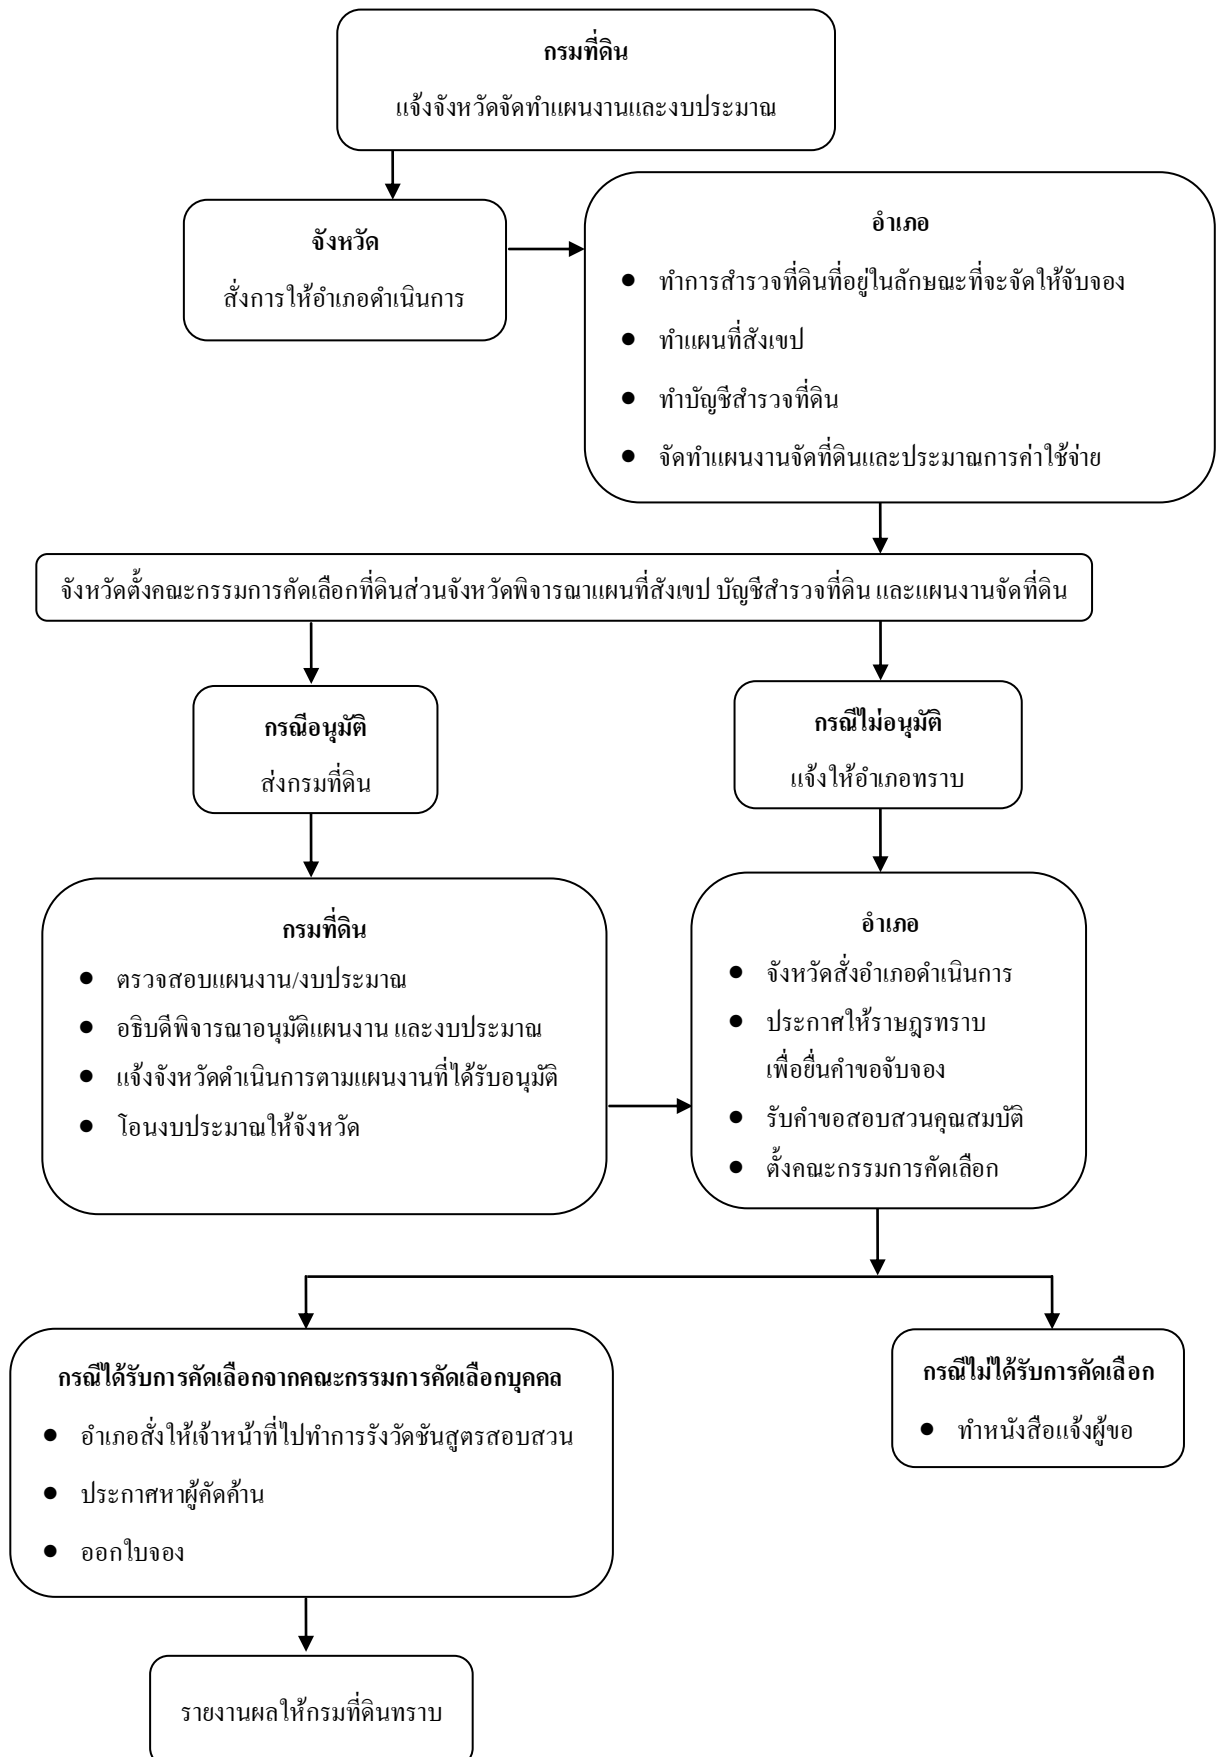 กรมที่ดิน
แจ้งจังหวัดจัดทำแผนงานและงบประมาณ
จังหวัด
สั่งการให้อำเภอดำเนินการ
อำเภอ
● ทำการสำรวจที่ดินที่อยู่ในลักษณะที่จะจัดให้จับจอง
● ทำแผนที่สังเขป
● ทำบัญชีสำรวจที่ดิน
● จัดทำแผนงานจัดที่ดินและประมาณการค่าใช้จ่าย
จังหวัดตั้งคณะกรรมการคัดเลือกที่ดินส่วนจังหวัดพิจารณาแผนที่สังเขป บัญชีสำรวจที่ดิน และแผนงานจัดที่ดิน
กรณีอนุมัติ
ส่งกรมที่ดิน
กรณีไม่อนุมัติ
แจ้งให้อำเภอทราบ
กรมที่ดิน
● ตรวจสอบแผนงาน/งบประมาณ
● อธิบดีพิจารณาอนุมัติแผนงาน และงบประมาณ
● แจ้งจังหวัดดำเนินการตามแผนงานที่ได้รับอนุมัติ
● โอนงบประมาณให้จังหวัด
อำเภอ
● จังหวัดสั่งอำเภอดำเนินการ
● ประกาศให้ราษฎรทราบ
เพื่อยื่นคำขอจับจอง
● รับคำขอสอบสวนคุณสมบัติ
● ตั้งคณะกรรมการคัดเลือก
กรณีได้รับการคัดเลือกจากคณะกรรมการคัดเลือกบุคคล
● อำเภอสั่งให้เจ้าหน้าที่ไปทำการรังวัดชันสูตรสอบสวน
● ประกาศหาผู้คัดค้าน
● ออกใบจอง
กรณีไม่ได้รับการคัดเลือก
● ทำหนังสือแจ้งผู้ขอ
รายงานผลให้กรมที่ดินทราบ